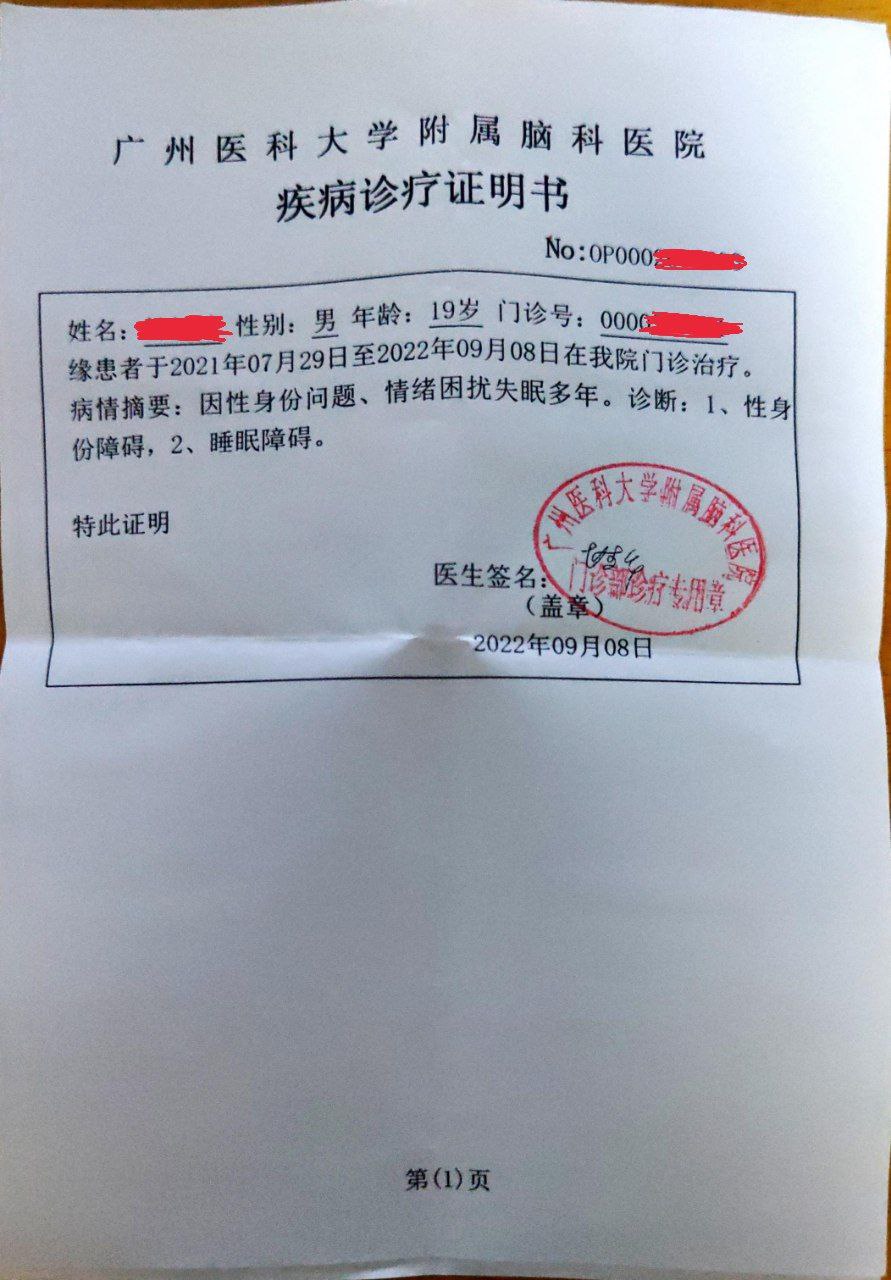 广州医科大学附属脑科医院
疾病诊疗证明书
No:OP000
姓名: 性别: 男 年龄: 19岁 门诊号: 0000
缘患者于2021年07月29日至2022年09月08日在我院门诊治疗。
病情摘要: 因性身份问题、情绪困扰失眠多年。诊断: 1、性身
份障碍, 2、睡眠障碍。
特此证明
广州医科大学附属脑科医院
门诊部诊疗专用章
医生签名:
(盖章)
2022年09月08日
第(1)页